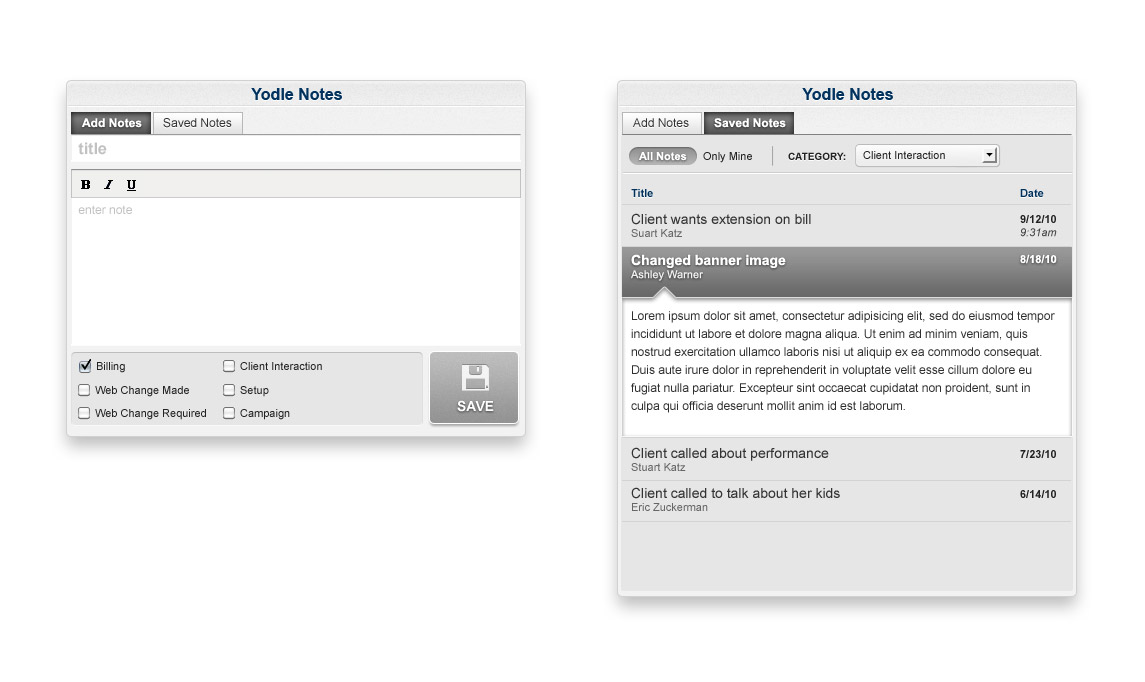 Yodle Notes
Add Notes Saved Notes
title
B I U
enter note
Billing Client Interaction
Web Change Made Setup
Web Change Required Campaign
SAVE
Yodle Notes
Add Notes Saved Notes
All Notes Only Mine CATEGORY: Client Interaction
Title Date
Client wants extension on bill 9/12/10
Suart Katz 9:31am
Changed banner image 8/18/10
Ashley Warner
Lorem ipsum dolor sit amet, consectetur adipisicing elit, sed do eiusmod tempor
incididunt ut labore et dolore magna aliqua. Ut enim ad minim veniam, quis
nostrud exercitation ullamco laboris nisi ut aliquip ex ea commodo consequat.
Duis aute irure dolor in reprehenderit in voluptate velit esse cillum dolore eu
fugiat nulla pariatur. Excepteur sint occaecat cupidatat non proident, sunt in
culpa qui officia deserunt mollit anim id est laborum.
Client called about performance 7/23/10
Stuart Katz
Client called to talk about her kids 6/14/10
Eric Zuckerman